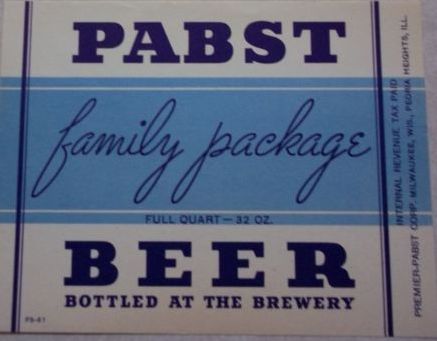 PABST
family package
FULL QUART — 32 OZ.
BEER
BOTTLED AT THE BREWERY
INTERNAL REVENUE TAX PAID
PREMIER-PABST CORP. MILWAUKEE, WIS., PEORIA HEIGHTS, ILL.